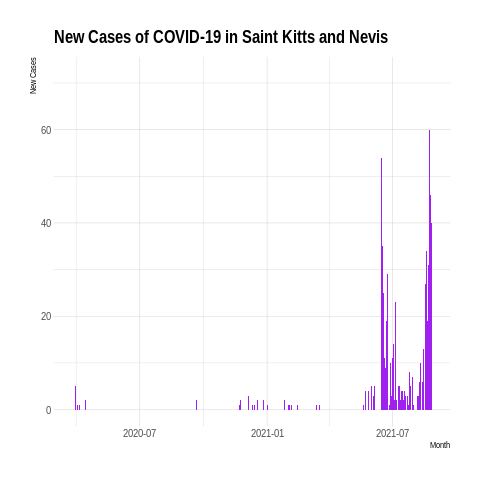 New Cases of COVID-19 in Saint Kitts and Nevis
New Cases
60
40
20
0
2020-07
2021-01
2021-07
Month